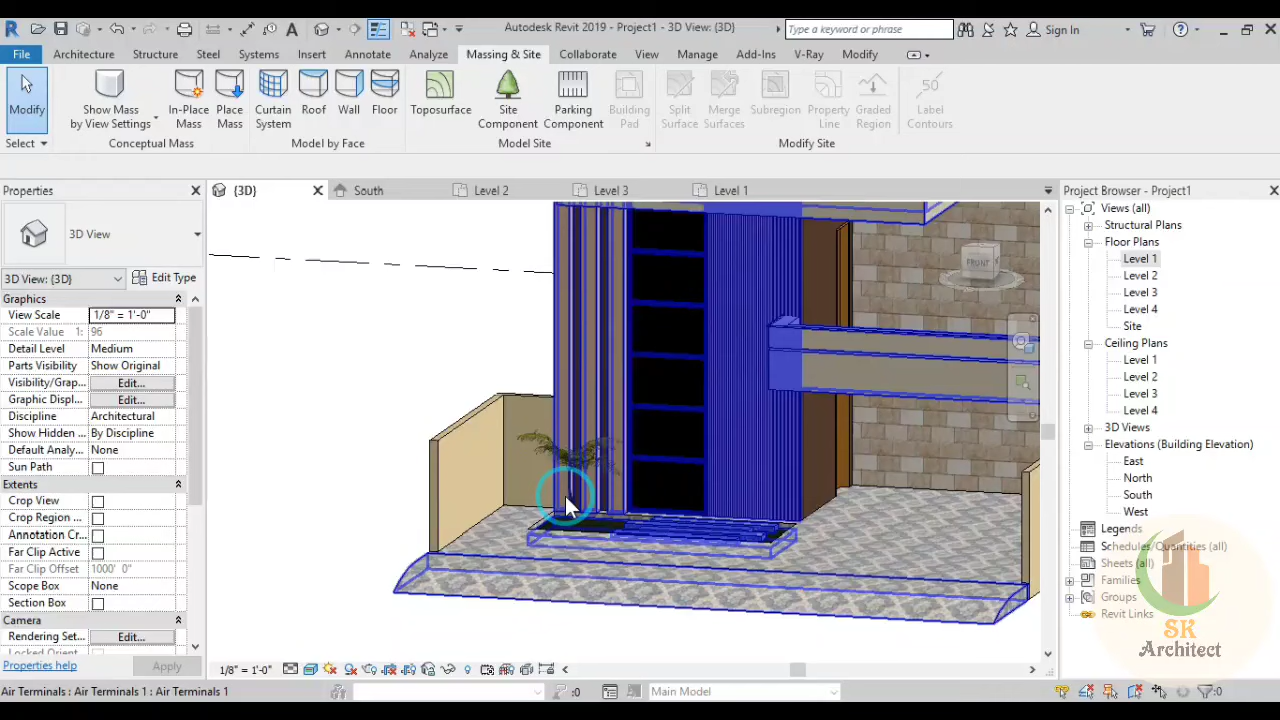 Autodesk Revit 2019 - Project1 - 3D View: {3D}
Type a keyword or phrase
Sign In
File Architecture Structure Steel Systems Insert Annotate Analyze Massing & Site Collaborate View Manage Add-Ins V-Ray Modify
Modify
Show Mass
by View Settings
In-Place
Mass
Place
Mass
Curtain
System
Roof
Wall
Floor
Toposurface
Site
Component
Parking
Component
Building
Pad
Split
Surface
Merge
Surfaces
Subregion
Property
Line
Graded
Region
50
Label
Contours
Select
Conceptual Mass
Model by Face
Model Site
Modify Site
Properties
{3D}
South
Level 2
Level 3
Level 1
Project Browser - Project1
3D View
3D View: {3D}
Edit Type
Graphics
View Scale 1/8" = 1'-0"
Scale Value 1: 96
Detail Level Medium
Parts Visibility Show Original
Visibility/Grap... Edit...
Graphic Displ... Edit...
Discipline Architectural
Show Hidden ... By Discipline
Default Analy... None
Sun Path
Extents
Crop View
Crop Region ...
Annotation Cr...
Far Clip Active
Far Clip Offset 1000' 0"
Scope Box None
Section Box
Camera
Rendering Set... Edit...
Locked Orient...
Properties help
Apply
FRONT
Views (all)
Structural Plans
Floor Plans
Level 1
Level 2
Level 3
Level 4
Site
Ceiling Plans
Level 1
Level 2
Level 3
Level 4
3D Views
Elevations (Building Elevation)
East
North
South
West
Legends
Schedules/Quantities (all)
Sheets (all)
Families
Groups
Revit Links
SK
Architect
1/8" = 1'-0"
Air Terminals : Air Terminals 1 : Air Terminals 1
:0
Main Model
:0